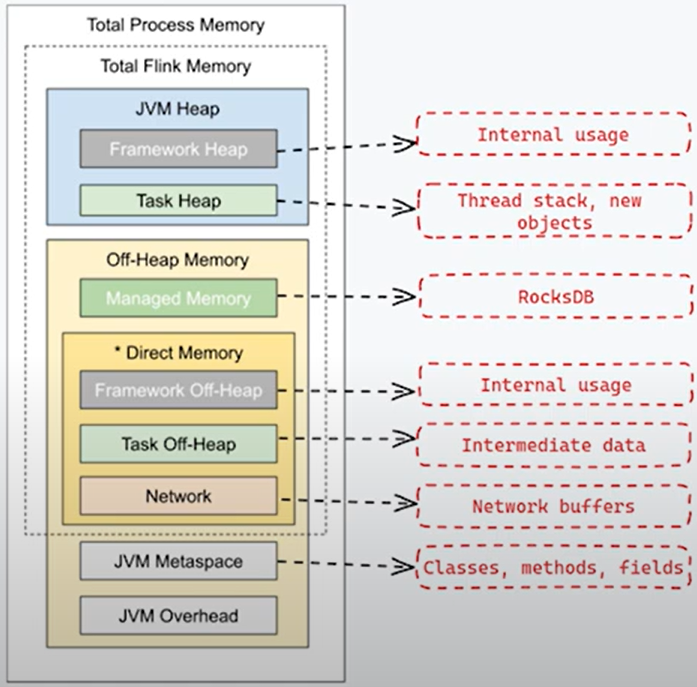 Total Process Memory
Total Flink Memory
JVM Heap
Framework Heap
Internal usage
Task Heap
Thread stack, new
objects
Off-Heap Memory
Managed Memory
RocksDB
* Direct Memory
Framework Off-Heap
Internal usage
Task Off-Heap
Intermediate data
Network
Network buffers
JVM Metaspace
Classes, methods, fields
JVM Overhead